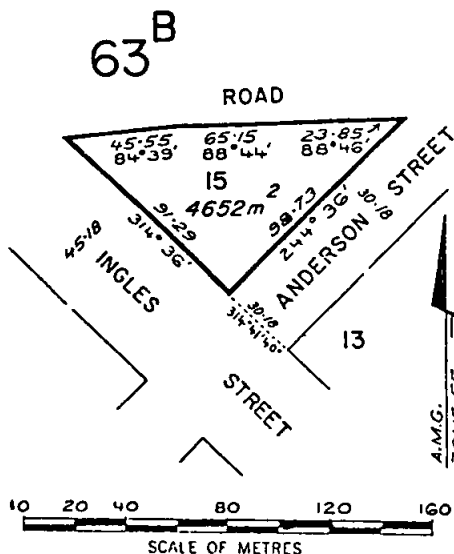 63B
ROAD
45·55
84°39'
65·15
88°44'
23·85
88°46'
15
4652m2
91·29
314° 36'
98·73
244° 36'
30·18
ANDERSON STREET
45·18
INGLES
STREET
30·18
314°41'40"
13
A.M.G.
10 20 40 80 120 160
SCALE OF METRES